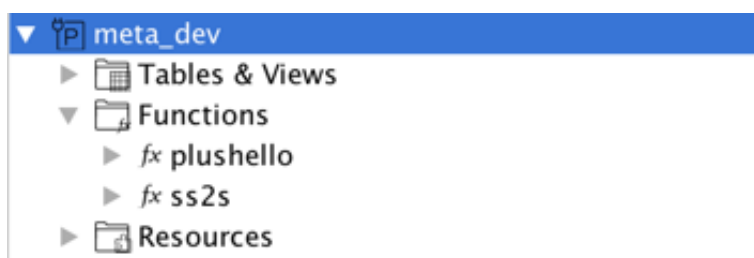 meta_dev
Tables & Views
Functions
fx plushello
fx ss2s
Resources